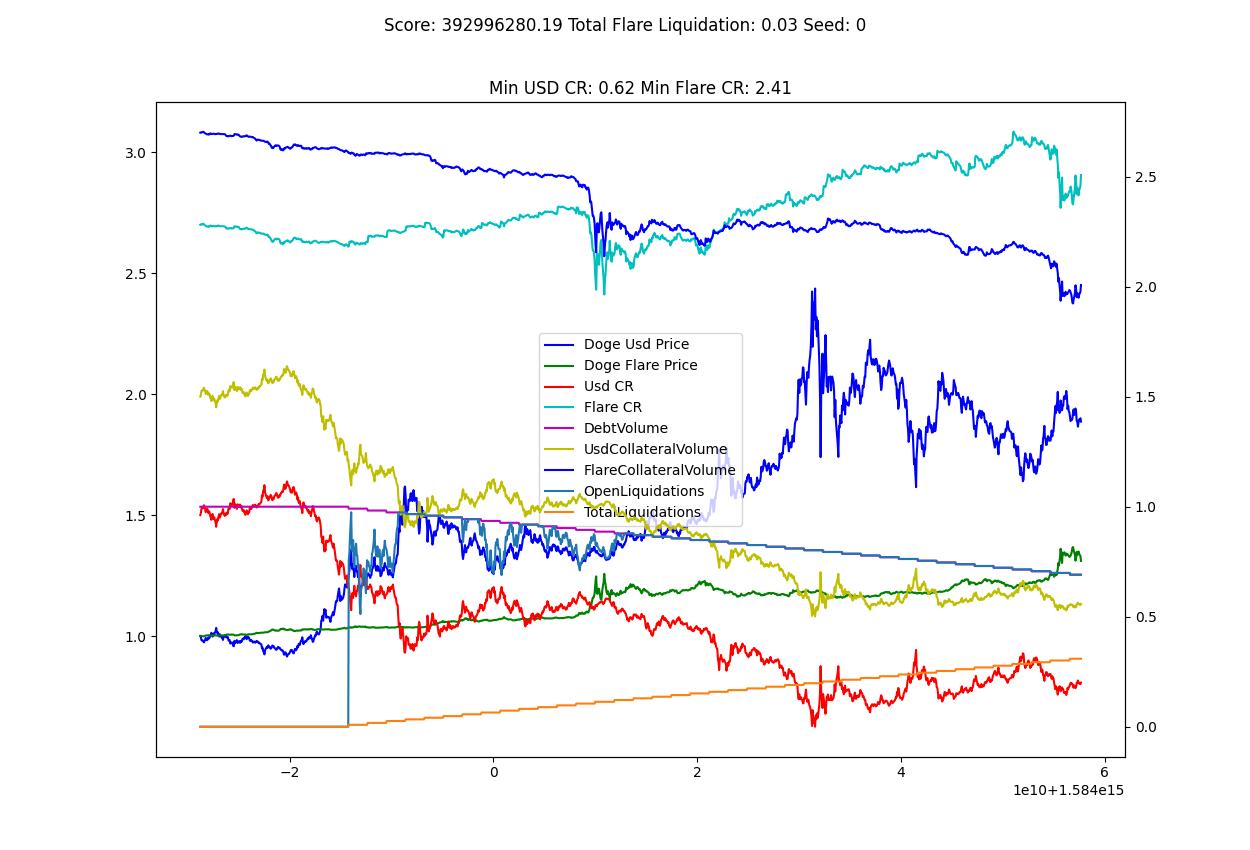 Score: 392996280.19 Total Flare Liquidation: 0.03 Seed: 0
Min USD CR: 0.62 Min Flare CR: 2.41
3.0
2.5
2.0
1.5
1.0
2.5
2.0
1.5
1.0
0.5
0.0
Doge Usd Price
Doge Flare Price
Usd CR
Flare CR
DebtVolume
UsdCollateralVolume
FlareCollateralVolume
OpenLiquidations
TotalLiquidations
−2 0 2 4 6
1e10+1.584e15